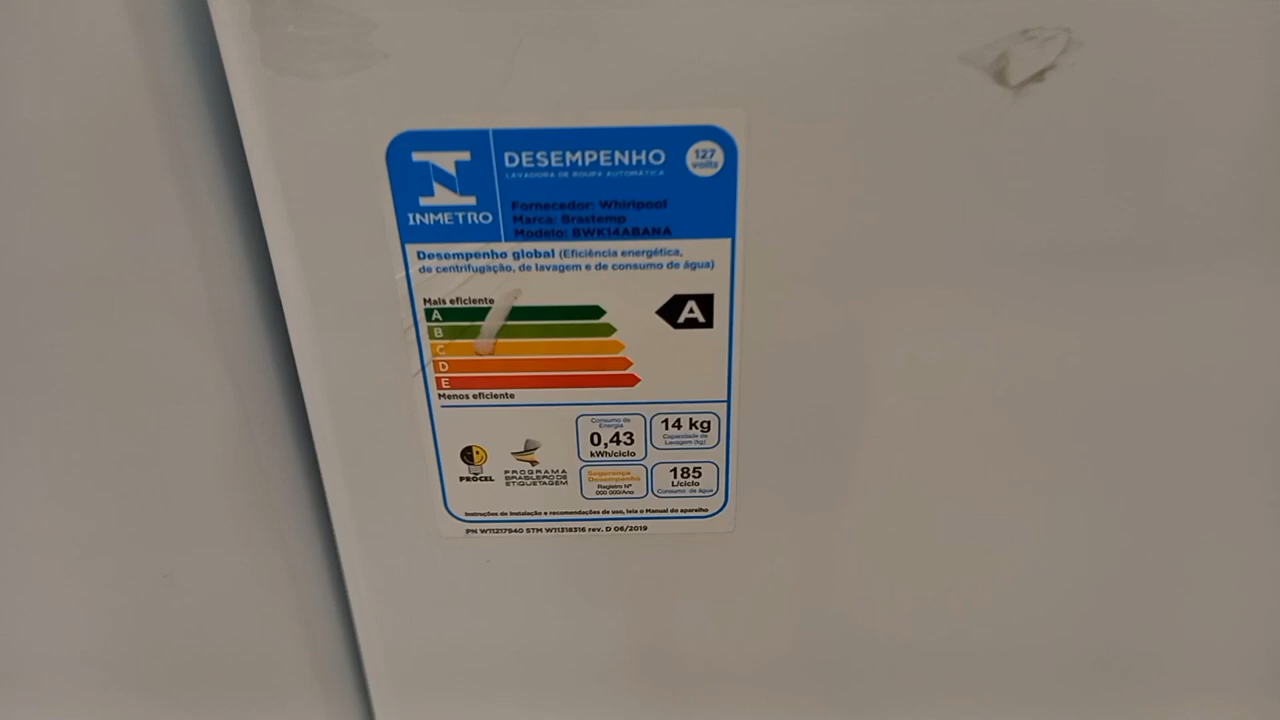 INMETRO
DESEMPENHO
LAVADORA DE ROUPA AUTOMÁTICA
127
volts
Fornecedor: Whirlpool
Marca: Brastemp
Modelo: BWK14ABANA
Desempenho global (Eficiência energética,
de centrifugação, de lavagem e de consumo de água)
Mais eficiente
A
B
C
D
E
Menos eficiente
A
PROCEL
PROGRAMA
BRASILEIRO DE
ETIQUETAGEM
Consumo de
Energia
0,43
kWh/ciclo
14 kg
Capacidade de
Lavagem (kg)
Segurança
Desempenho
Registro Nº
000 000/Ano
185
L/ciclo
Consumo de água
Instruções de Instalação e recomendações de uso, leia o Manual do aparelho
PN W11217940 STM W11318316 rev. D 06/2019